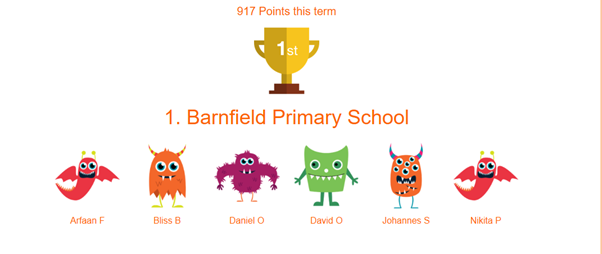 917 Points this term
1st
1. Barnfield Primary School
Arfaan F
Bliss B
Daniel O
David O
Johannes S
Nikita P